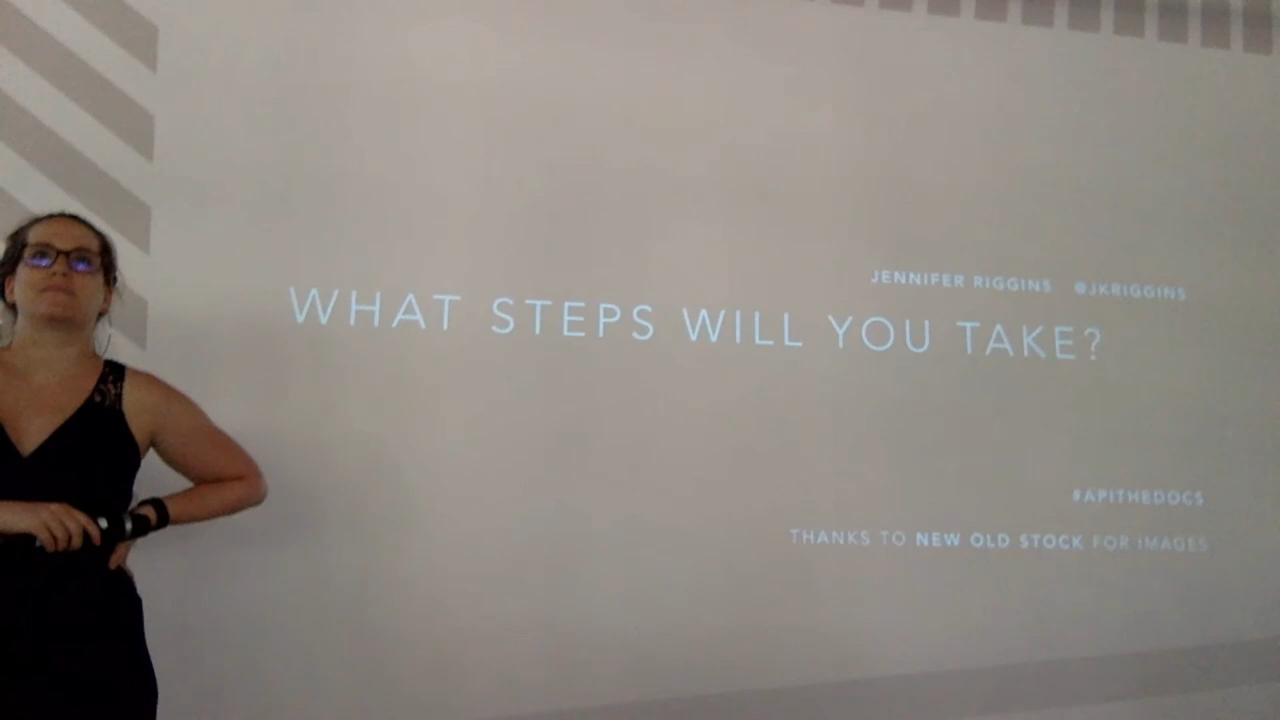 JENNIFER RIGGINS @JKRIGGINS
WHAT STEPS WILL YOU TAKE?
#APITHEDOCS
THANKS TO NEW OLD STOCK FOR IMAGES